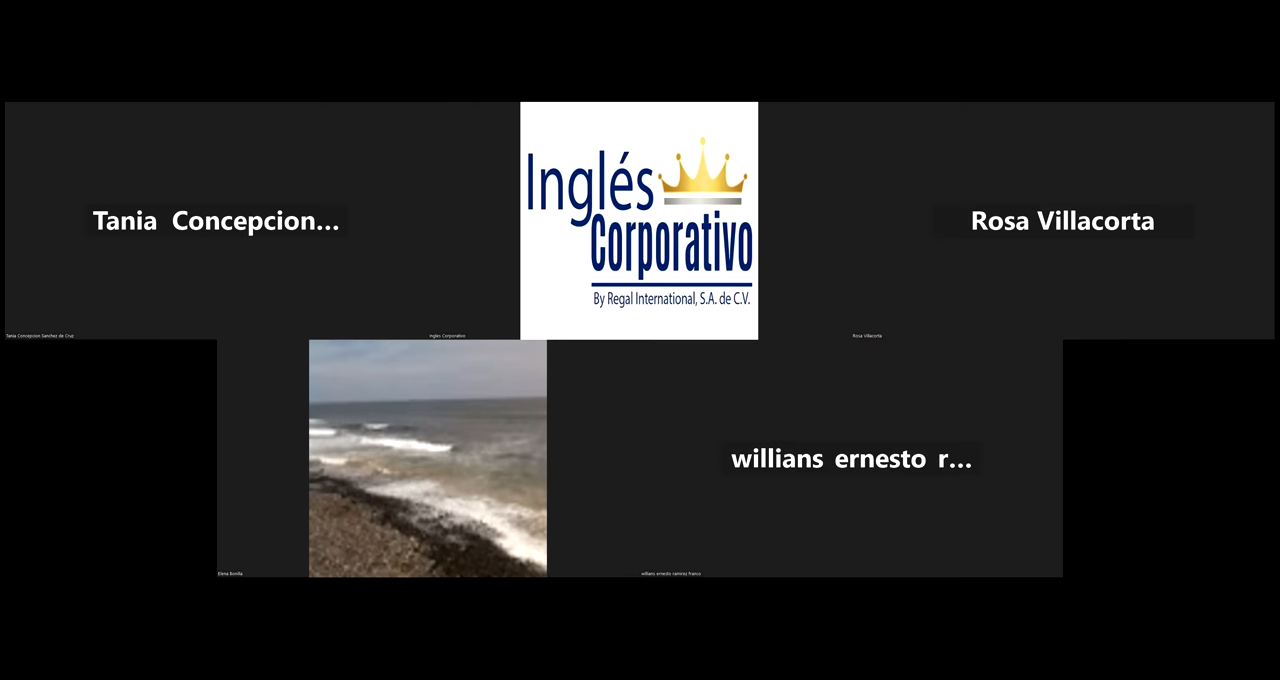 Tania Concepcion...
Inglés
Corporativo
By Regal International, S.A. de C.V.
Rosa Villacorta
Tania Concepcion Sanchez de Cruz
Inglés Corporativo
Rosa Villacorta
willians ernesto r...
Elena Bonilla
willians ernesto ramirez franco